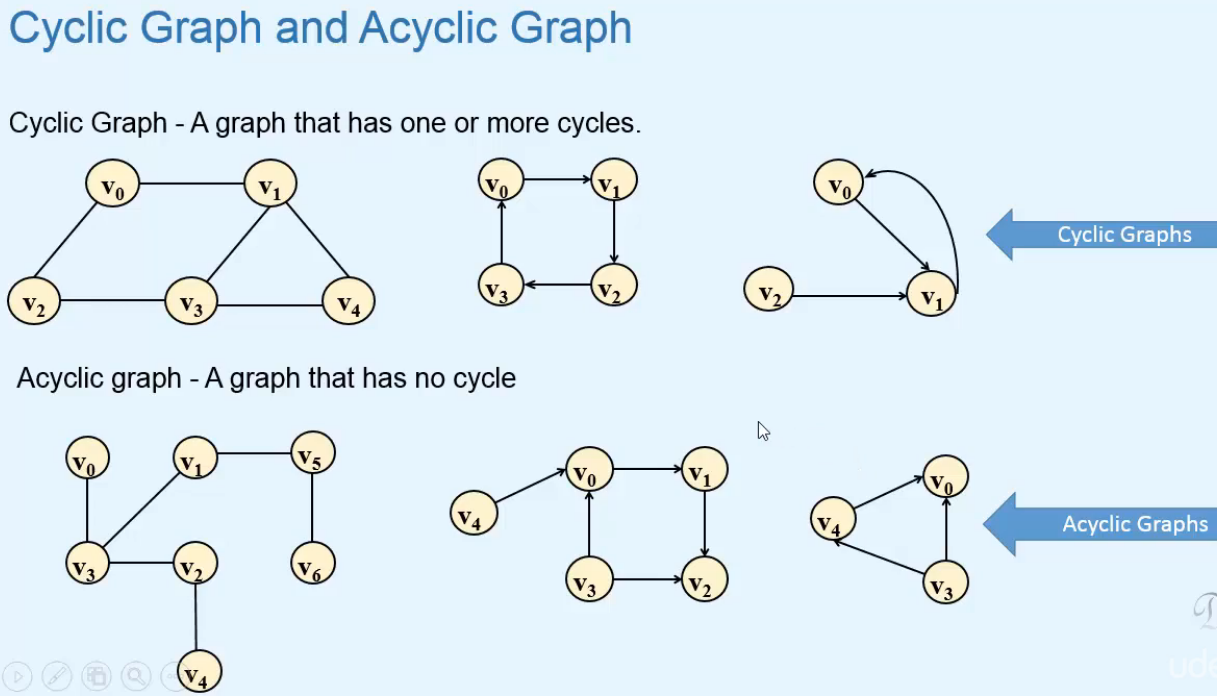 Cyclic Graph and Acyclic Graph
Cyclic Graph - A graph that has one or more cycles.
v0 v1
v2 v3 v4
v0 v1
v3 v2
v0
v2 v1
Cyclic Graphs
Acyclic graph - A graph that has no cycle
v0 v1 v5
v3 v2 v6
v4
v0 v1
v4
v3 v2
v0
v4
v3
Acyclic Graphs